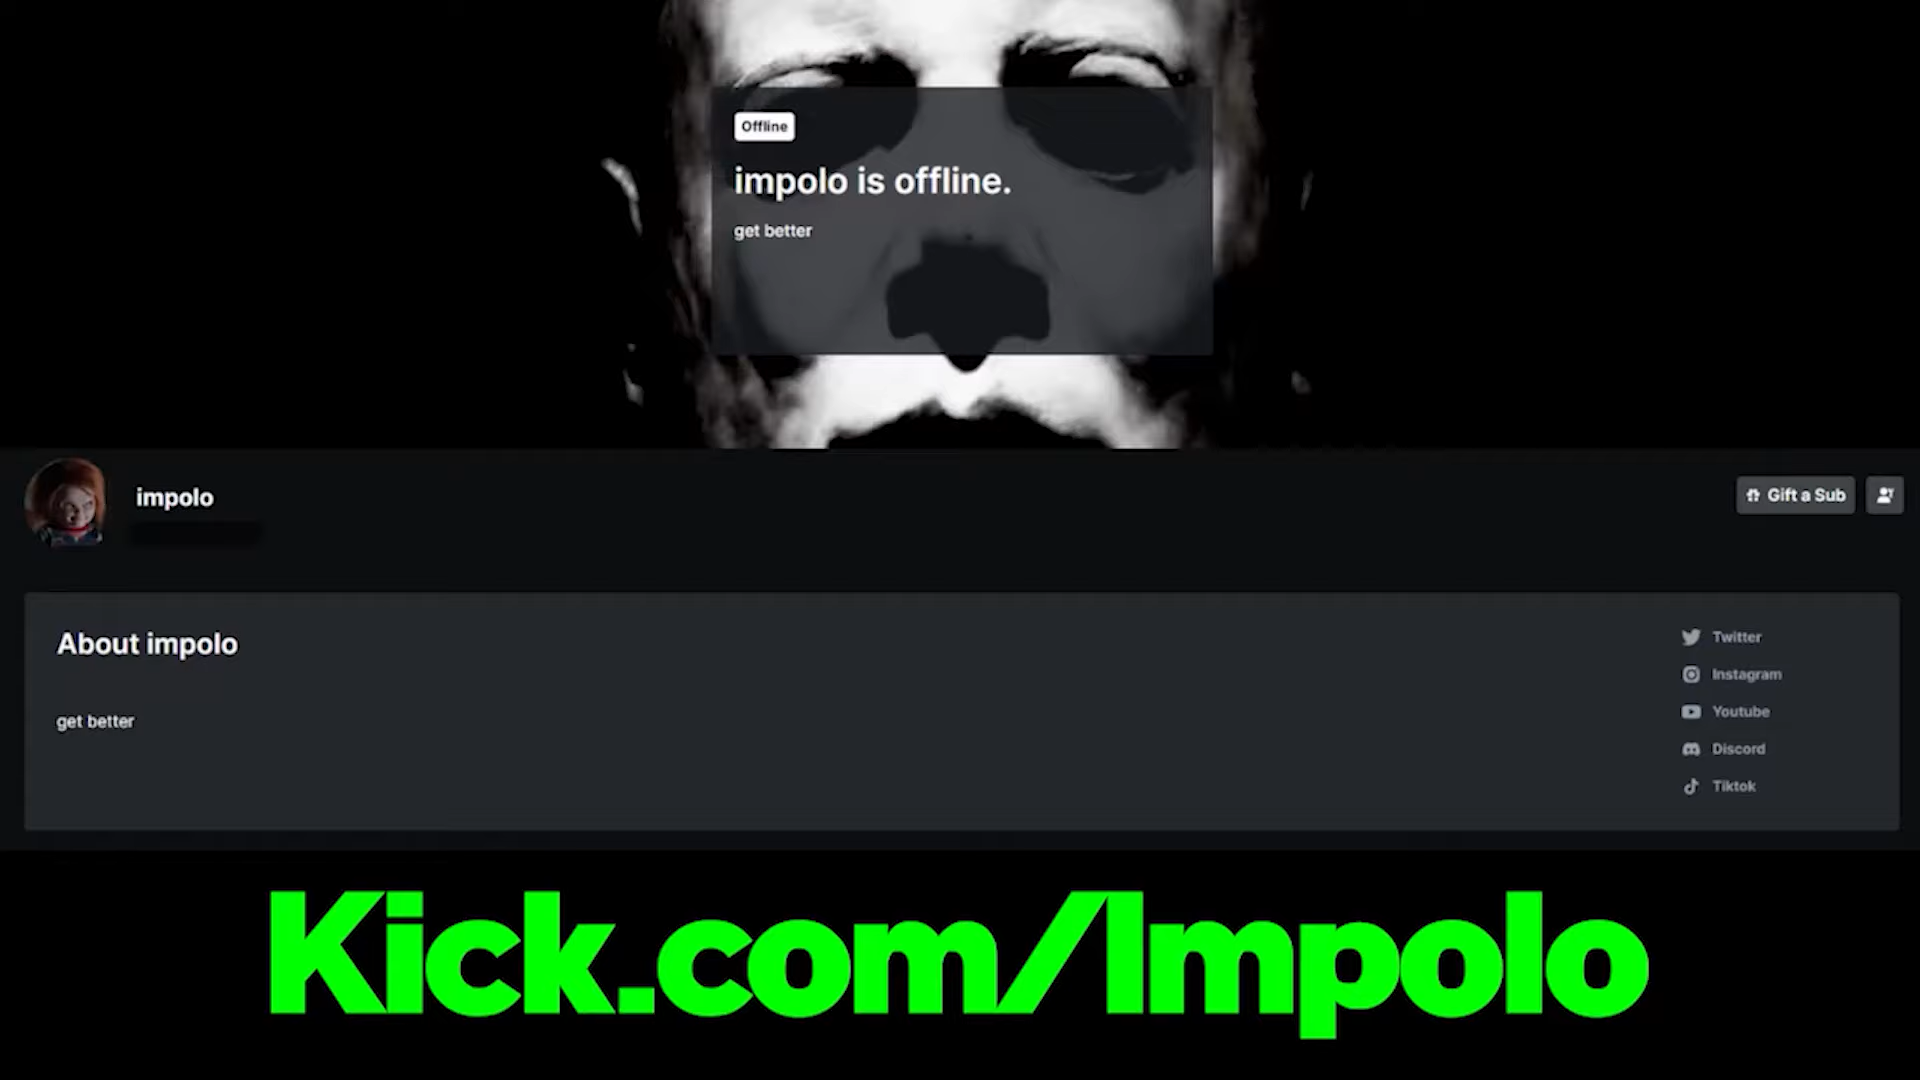 Offline
impolo is offline.
get better
impolo
Gift a Sub
About impolo
get better
Twitter
Instagram
Youtube
Discord
Tiktok
Kick.com/Impolo